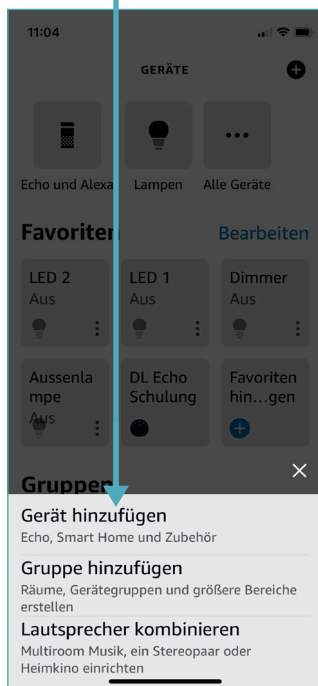 11:04
GERÄTE
Echo und Alexa Lampen Alle Geräte
Favoriten Bearbeiten
LED 2 LED 1 Dimmer
Aus Aus Aus
Aussenla DL Echo Favoriten
mpe Schulung hin...gen
Aus
Gruppen
Gerät hinzufügen
Echo, Smart Home und Zubehör
Gruppe hinzufügen
Räume, Gerätegruppen und größere Bereiche
erstellen
Lautsprecher kombinieren
Multiroom Musik, ein Stereopaar oder
Heimkino einrichten